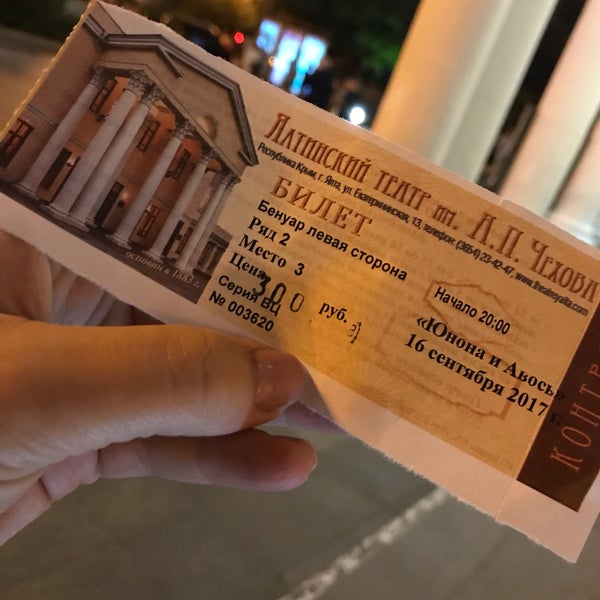 Ялтинский театр им. А.П. Чехова
Республика Крым, г. Ялта, ул. Екатерининская, 13, телефон: (3654) 23-42-47, www.theatreyalta.com
БИЛЕТ
Бенуар левая сторона
Ряд 2
Место 3
Цена 300 руб.
Серия БЦ
№ 003620
Начало 20:00
«Юнона и Авось»
16 сентября 2017 г.
основан в 1883 г.
КОНТР